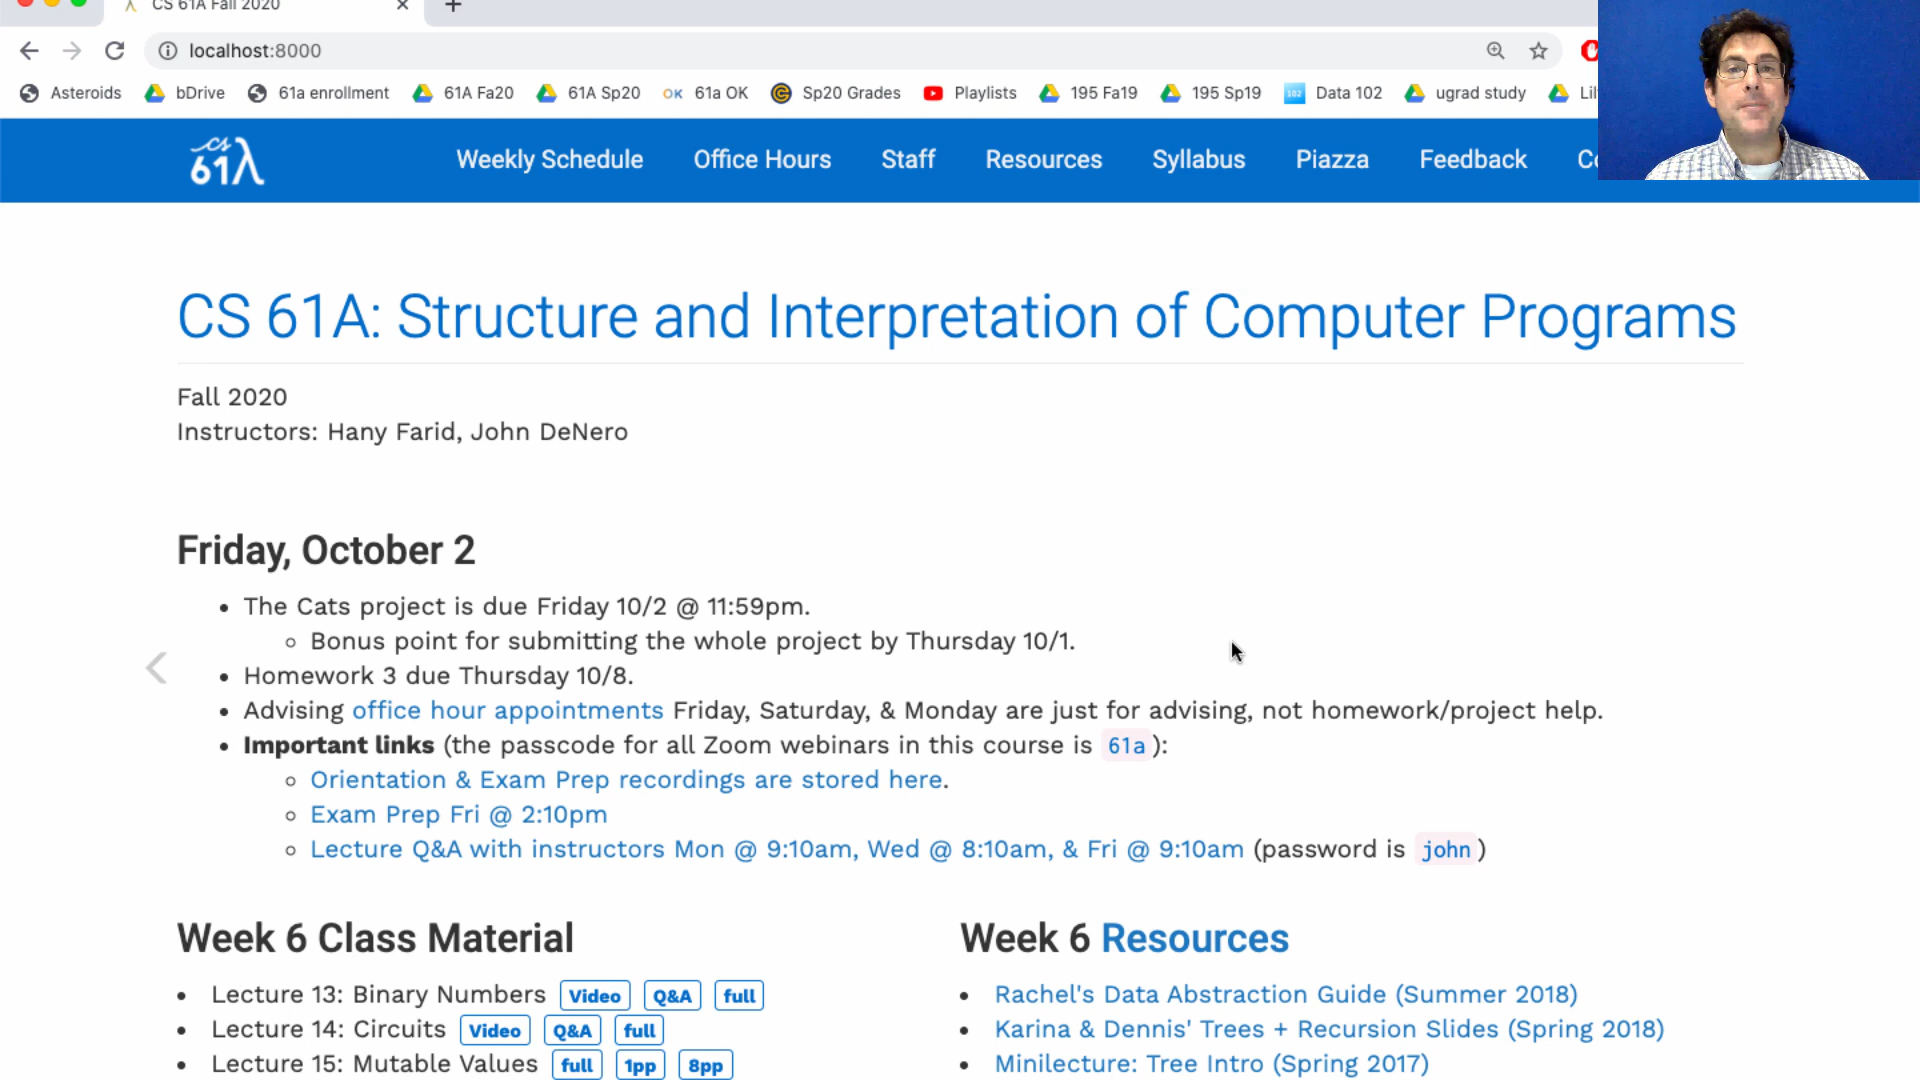 CS 61A Fall 2020
localhost:8000
Asteroids bDrive 61a enrollment 61A Fa20 61A Sp20 OK 61a OK Sp20 Grades Playlists 195 Fa19 195 Sp19 102 Data 102 ugrad study
cs 61λ Weekly Schedule Office Hours Staff Resources Syllabus Piazza Feedback
CS 61A: Structure and Interpretation of Computer Programs
Fall 2020
Instructors: Hany Farid, John DeNero
Friday, October 2
• The Cats project is due Friday 10/2 @ 11:59pm.
◦ Bonus point for submitting the whole project by Thursday 10/1.
• Homework 3 due Thursday 10/8.
• Advising office hour appointments Friday, Saturday, & Monday are just for advising, not homework/project help.
• Important links (the passcode for all Zoom webinars in this course is 61a):
◦ Orientation & Exam Prep recordings are stored here.
◦ Exam Prep Fri @ 2:10pm
◦ Lecture Q&A with instructors Mon @ 9:10am, Wed @ 8:10am, & Fri @ 9:10am (password is john)
Week 6 Class Material
• Lecture 13: Binary Numbers Video Q&A full
• Lecture 14: Circuits Video Q&A full
• Lecture 15: Mutable Values full 1pp 8pp
Week 6 Resources
• Rachel's Data Abstraction Guide (Summer 2018)
• Karina & Dennis' Trees + Recursion Slides (Spring 2018)
• Minilecture: Tree Intro (Spring 2017)